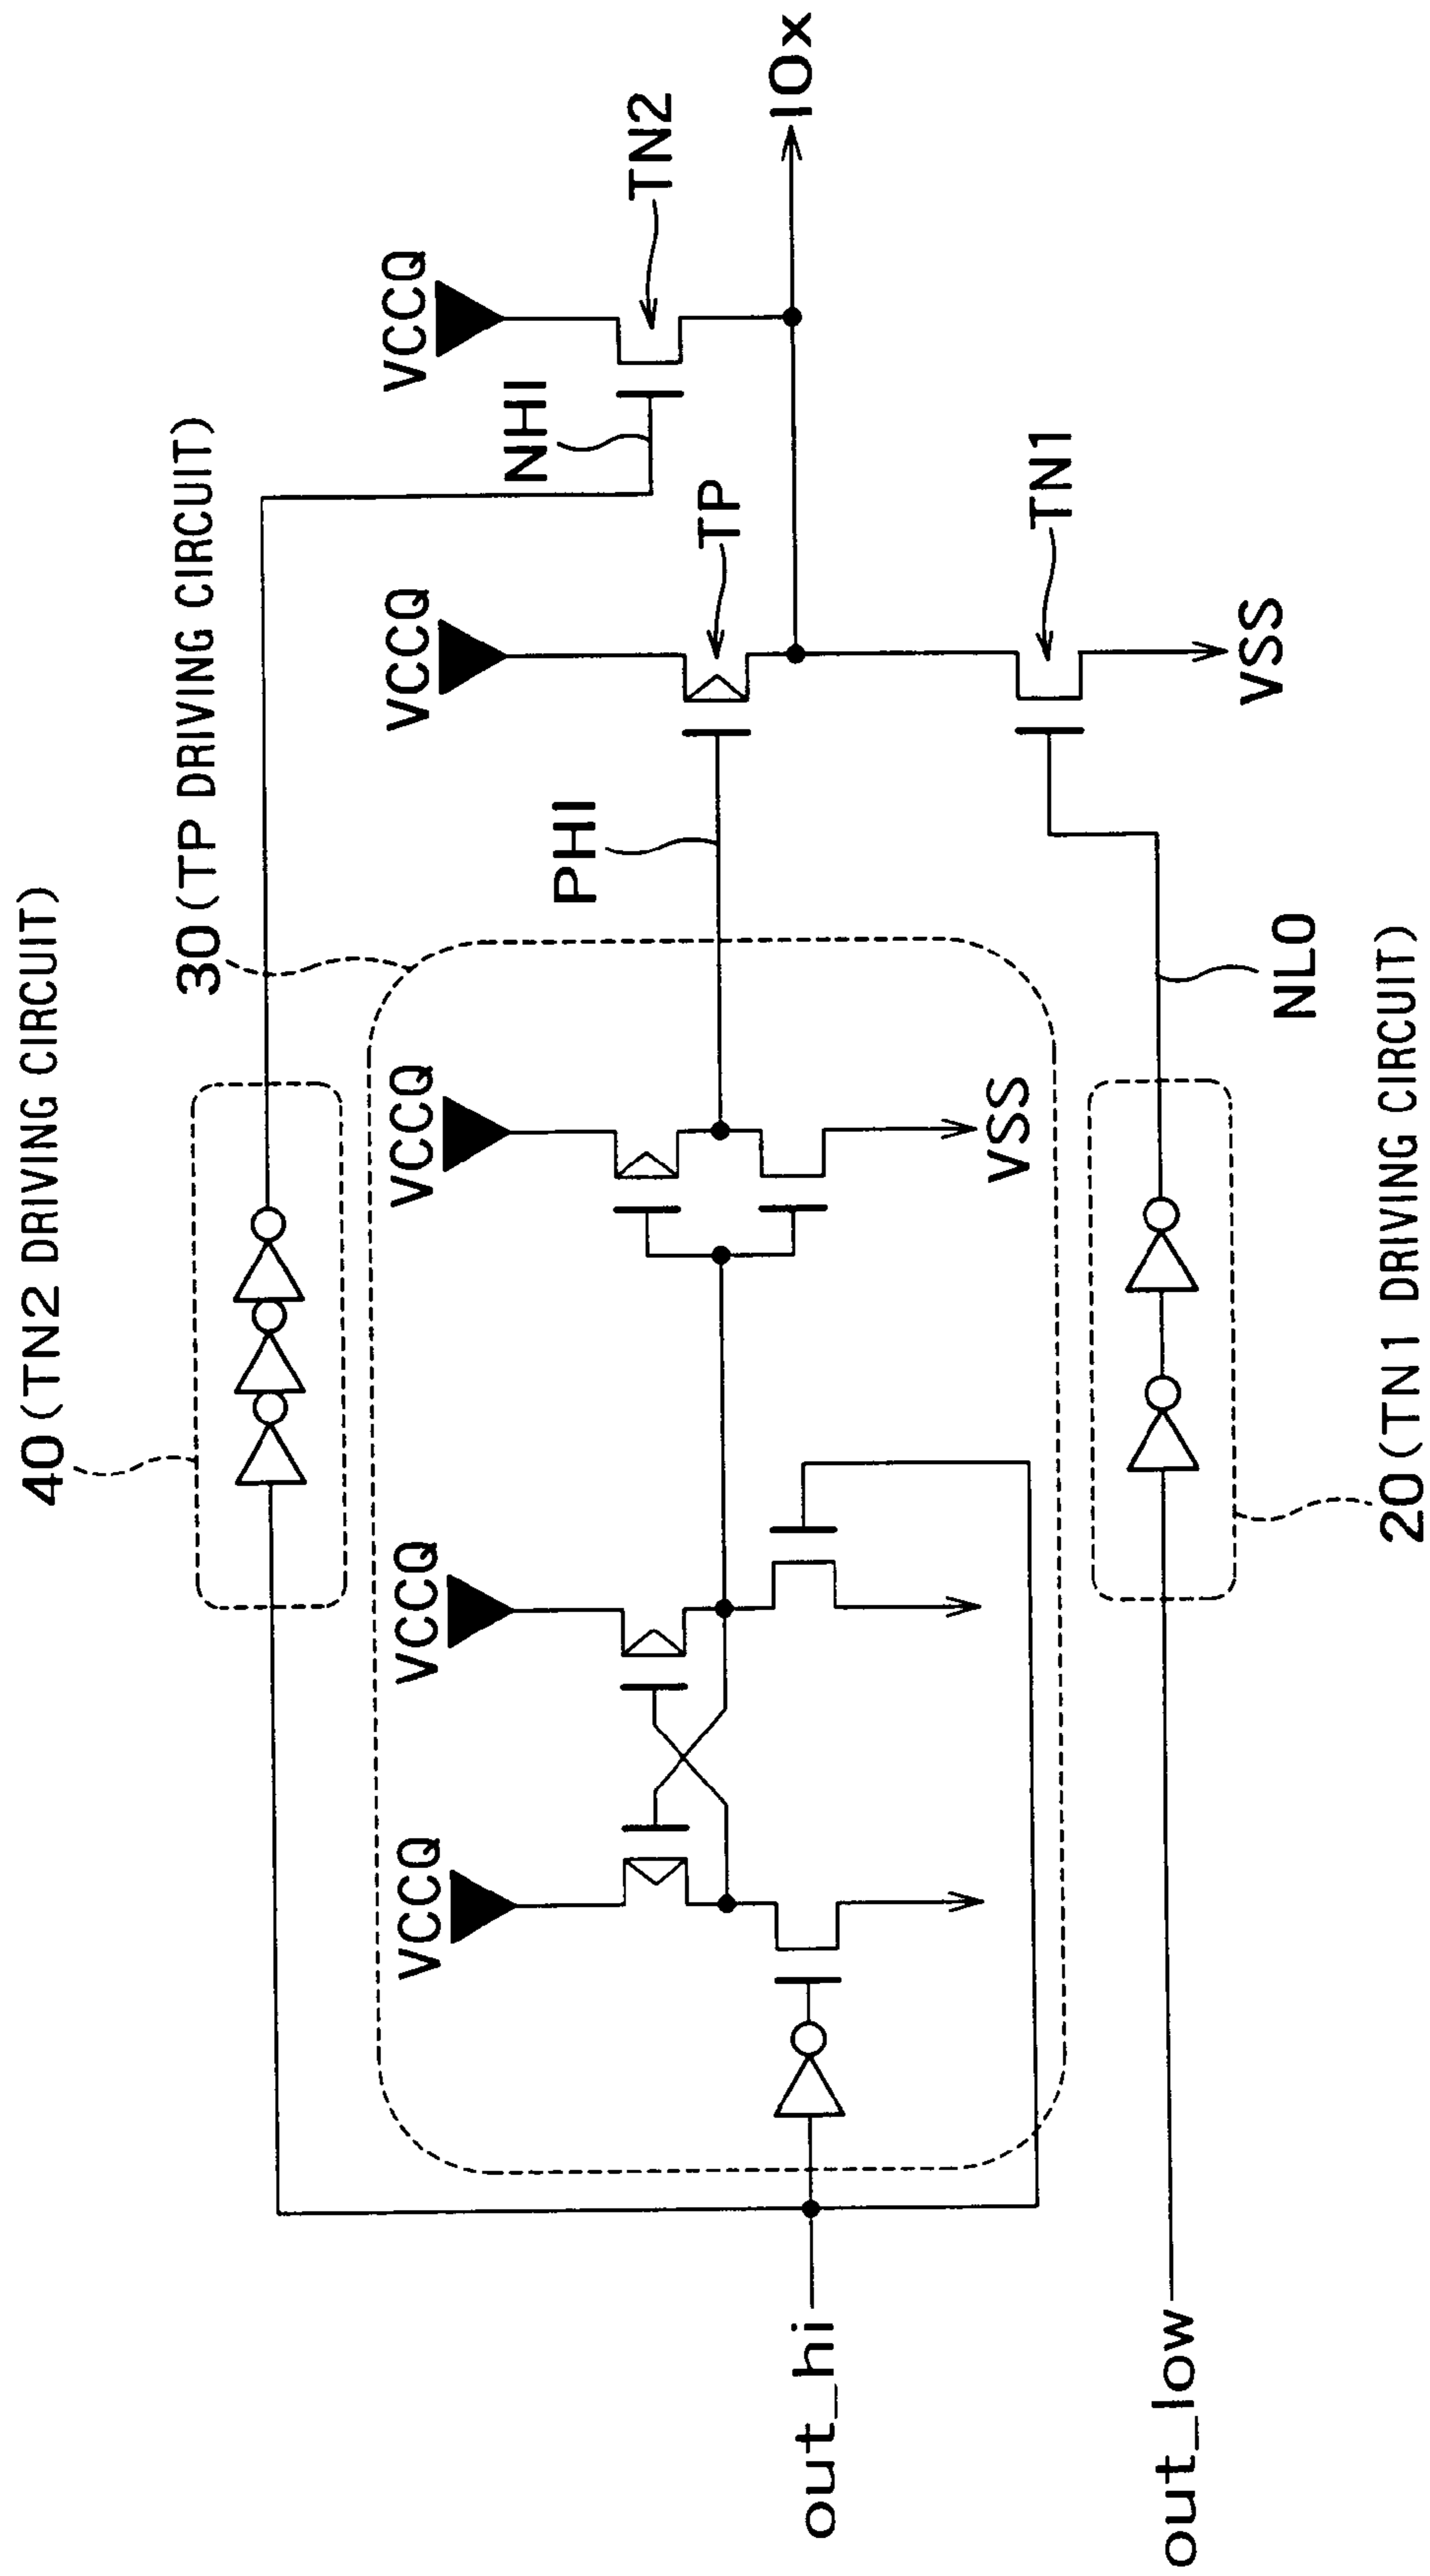 40(TN2 DRIVING CIRCUIT)
30(TP DRIVING CIRCUIT)
VCCQ
VCCQ
VCCQ
VCCQ
VCCQ
NHI
TN2
PHI
TP
IOx
out_hi
VSS
TN1
VSS
NLO
out_low
20(TN1 DRIVING CIRCUIT)